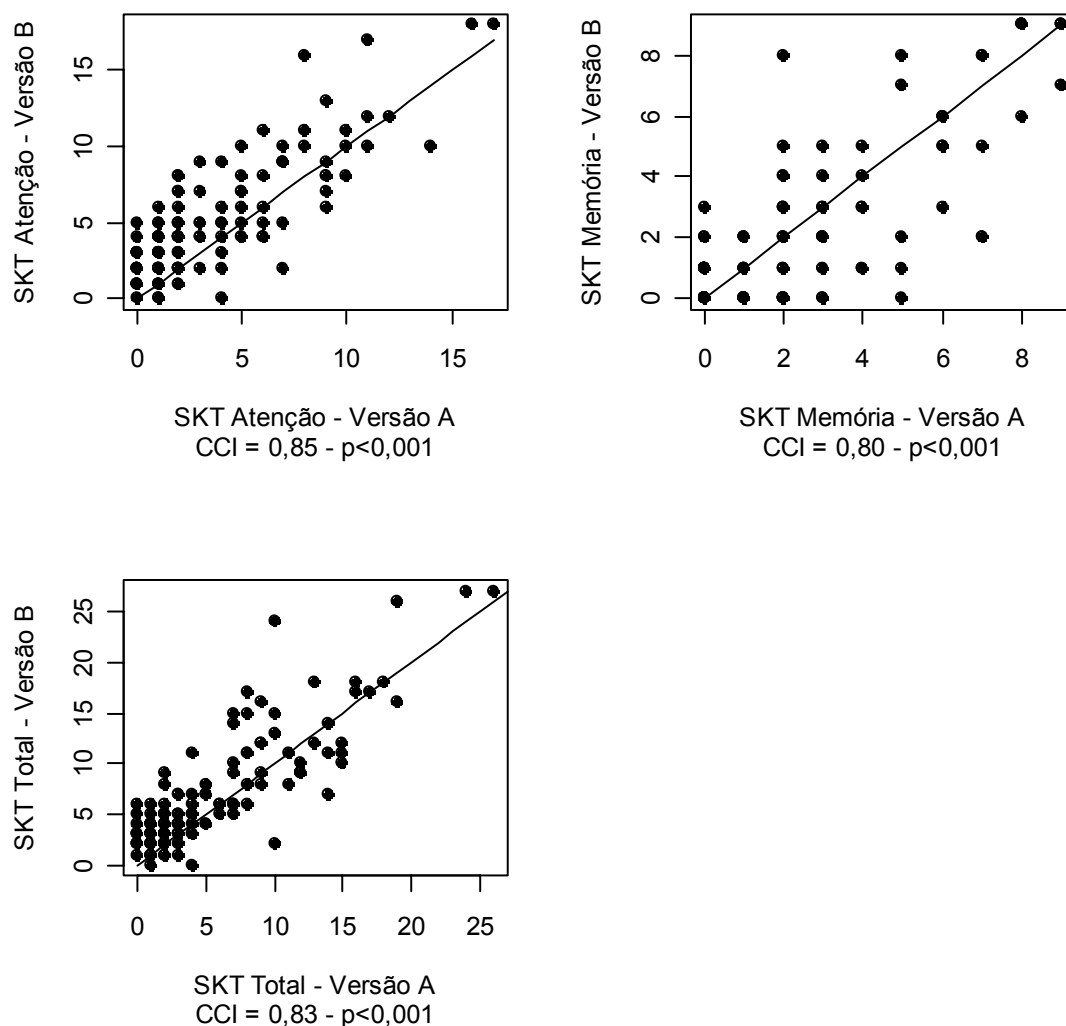 SKT Atenção - Versão B
15
10
5
0
0 5 10 15
SKT Atenção - Versão A
CCI = 0,85 - p<0,001
SKT Memória - Versão B
8
6
4
2
0
0 2 4 6 8
SKT Memória - Versão A
CCI = 0,80 - p<0,001
SKT Total - Versão B
25
20
15
10
5
0
0 5 10 15 20 25
SKT Total - Versão A
CCI = 0,83 - p<0,001